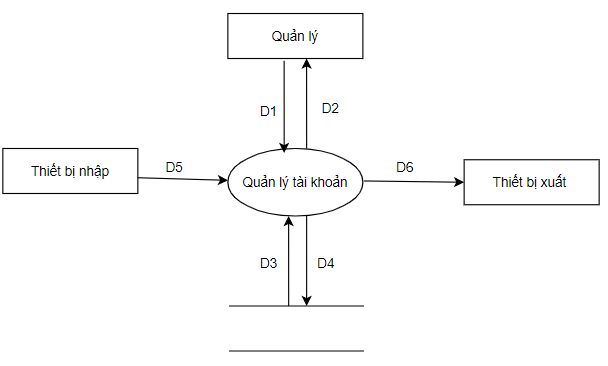 Quản lý
D1
D2
Thiết bị nhập
D5
Quản lý tài khoản
D6
Thiết bị xuất
D3
D4